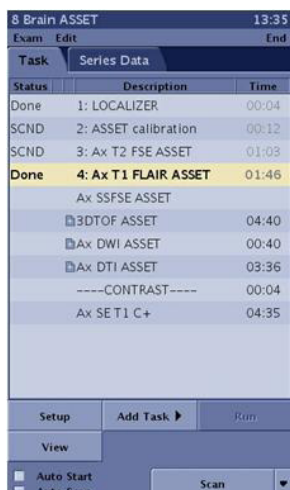 8 Brain ASSET 13:35
Exam Edit End
Task Series Data
Status Description Time
Done 1: LOCALIZER 00:04
SCND 2: ASSET calibration 00:12
SCND 3: Ax T2 FSE ASSET 01:03
Done 4: Ax T1 FLAIR ASSET 01:46
Ax SSFSE ASSET
3DTOF ASSET 04:40
Ax DWI ASSET 00:40
Ax DTI ASSET 03:36
----CONTRAST---- 00:04
Ax SE T1 C+ 04:35
Setup Add Task Run
View
Auto Start
Scan